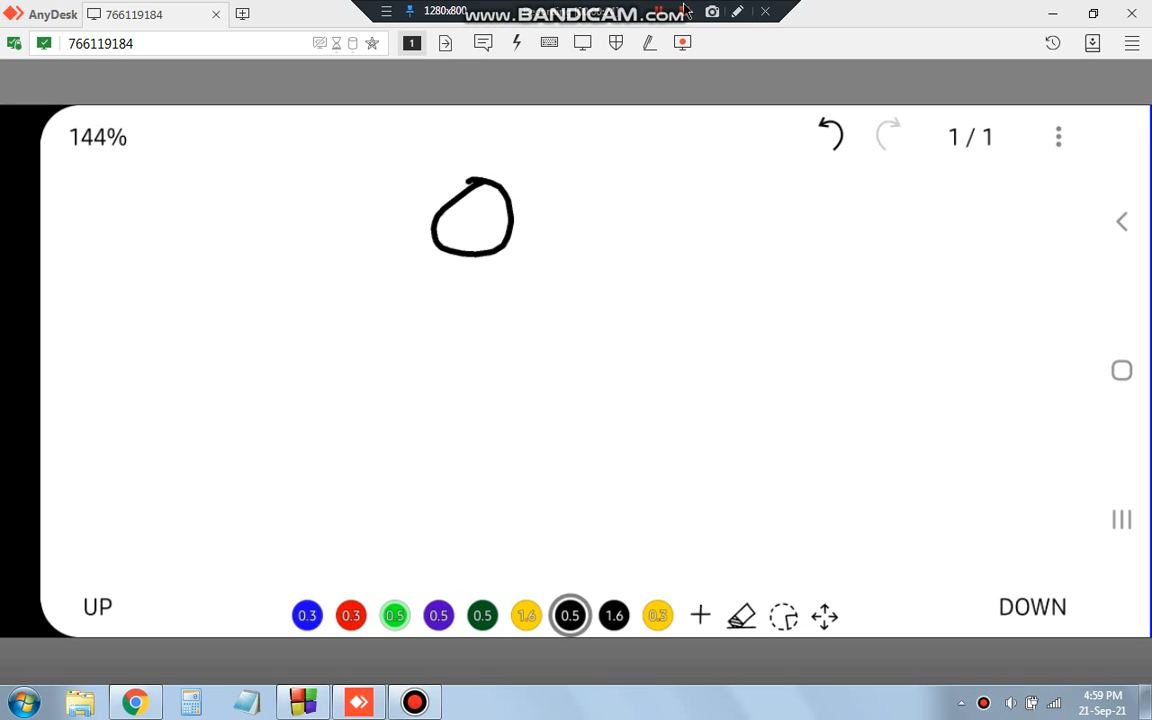 AnyDesk 766119184
1280x800
www.BANDICAM.com
766119184
1
144%
1 / 1
UP
0.3 0.3 0.5 0.5 0.5 1.6 0.5 1.6 0.3
DOWN
4:59 PM
21-Sep-21